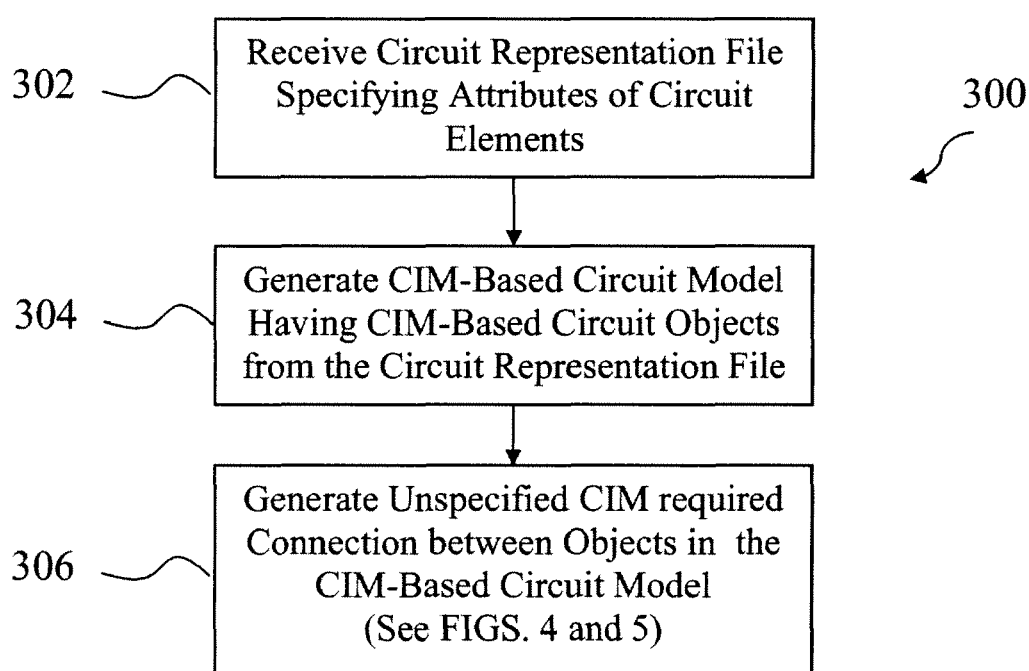 302
Receive Circuit Representation File
Specifying Attributes of Circuit
Elements
300
304
Generate CIM-Based Circuit Model
Having CIM-Based Circuit Objects
from the Circuit Representation File
306
Generate Unspecified CIM required
Connection between Objects in the
CIM-Based Circuit Model
(See FIGS. 4 and 5)